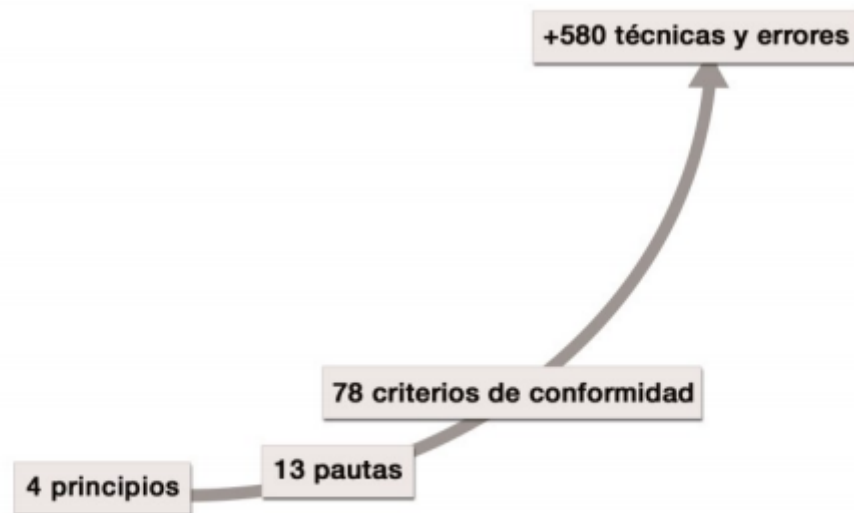 +580 técnicas y errores
78 criterios de conformidad
13 pautas
4 principios